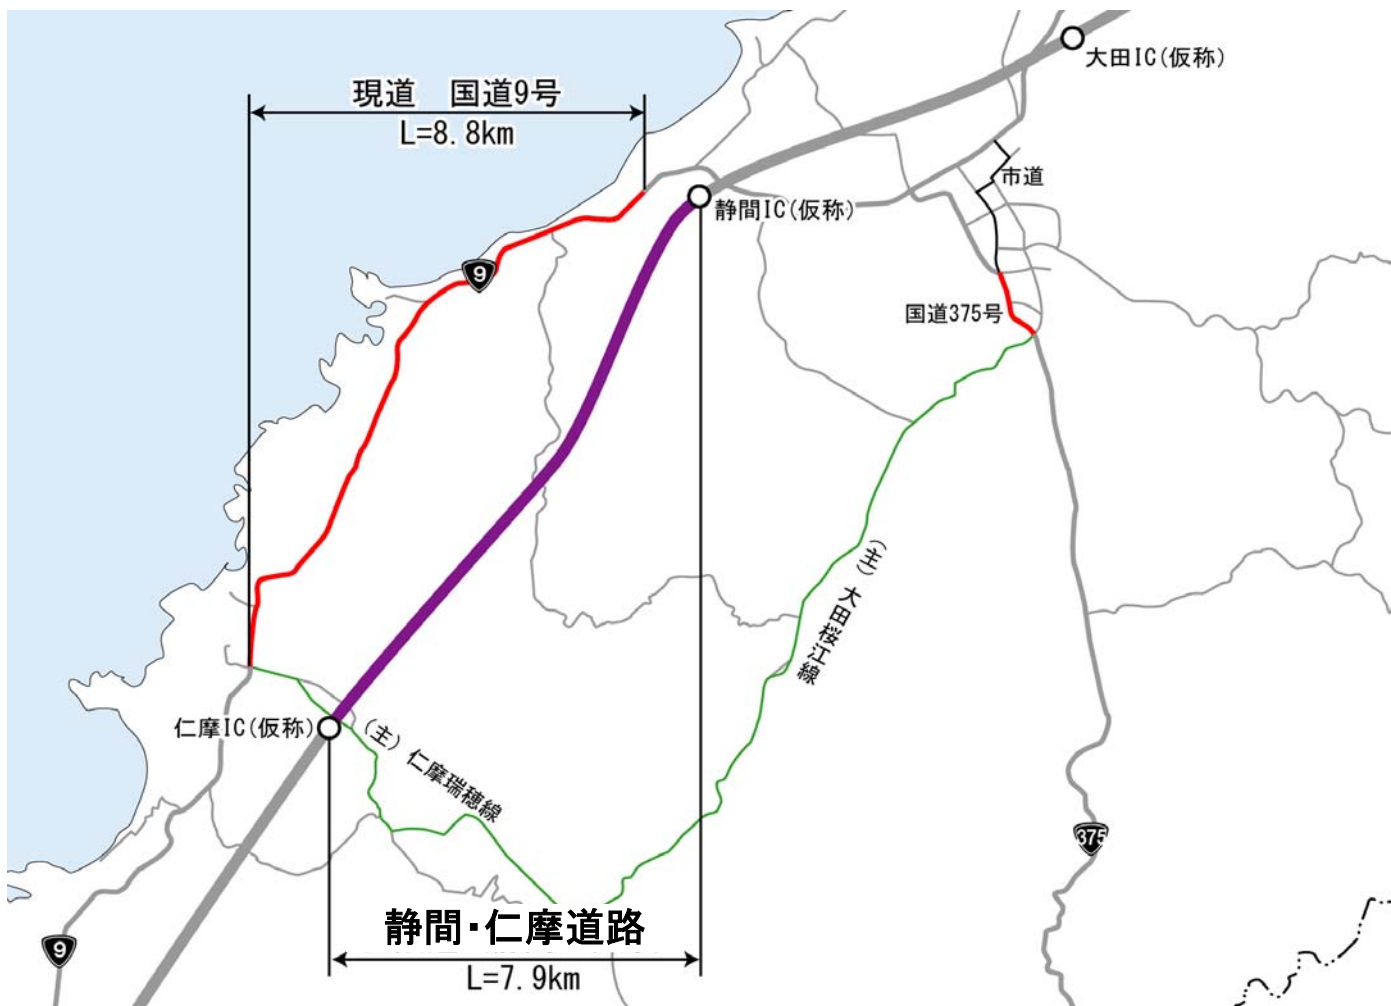 大田IC(仮称)
現道　国道9号
L=8.8km
市道
静間IC(仮称)
9
国道375号
(主) 大田桜江線
仁摩IC(仮称)
(主) 仁摩瑞穂線
375
静間・仁摩道路
9
L=7.9km